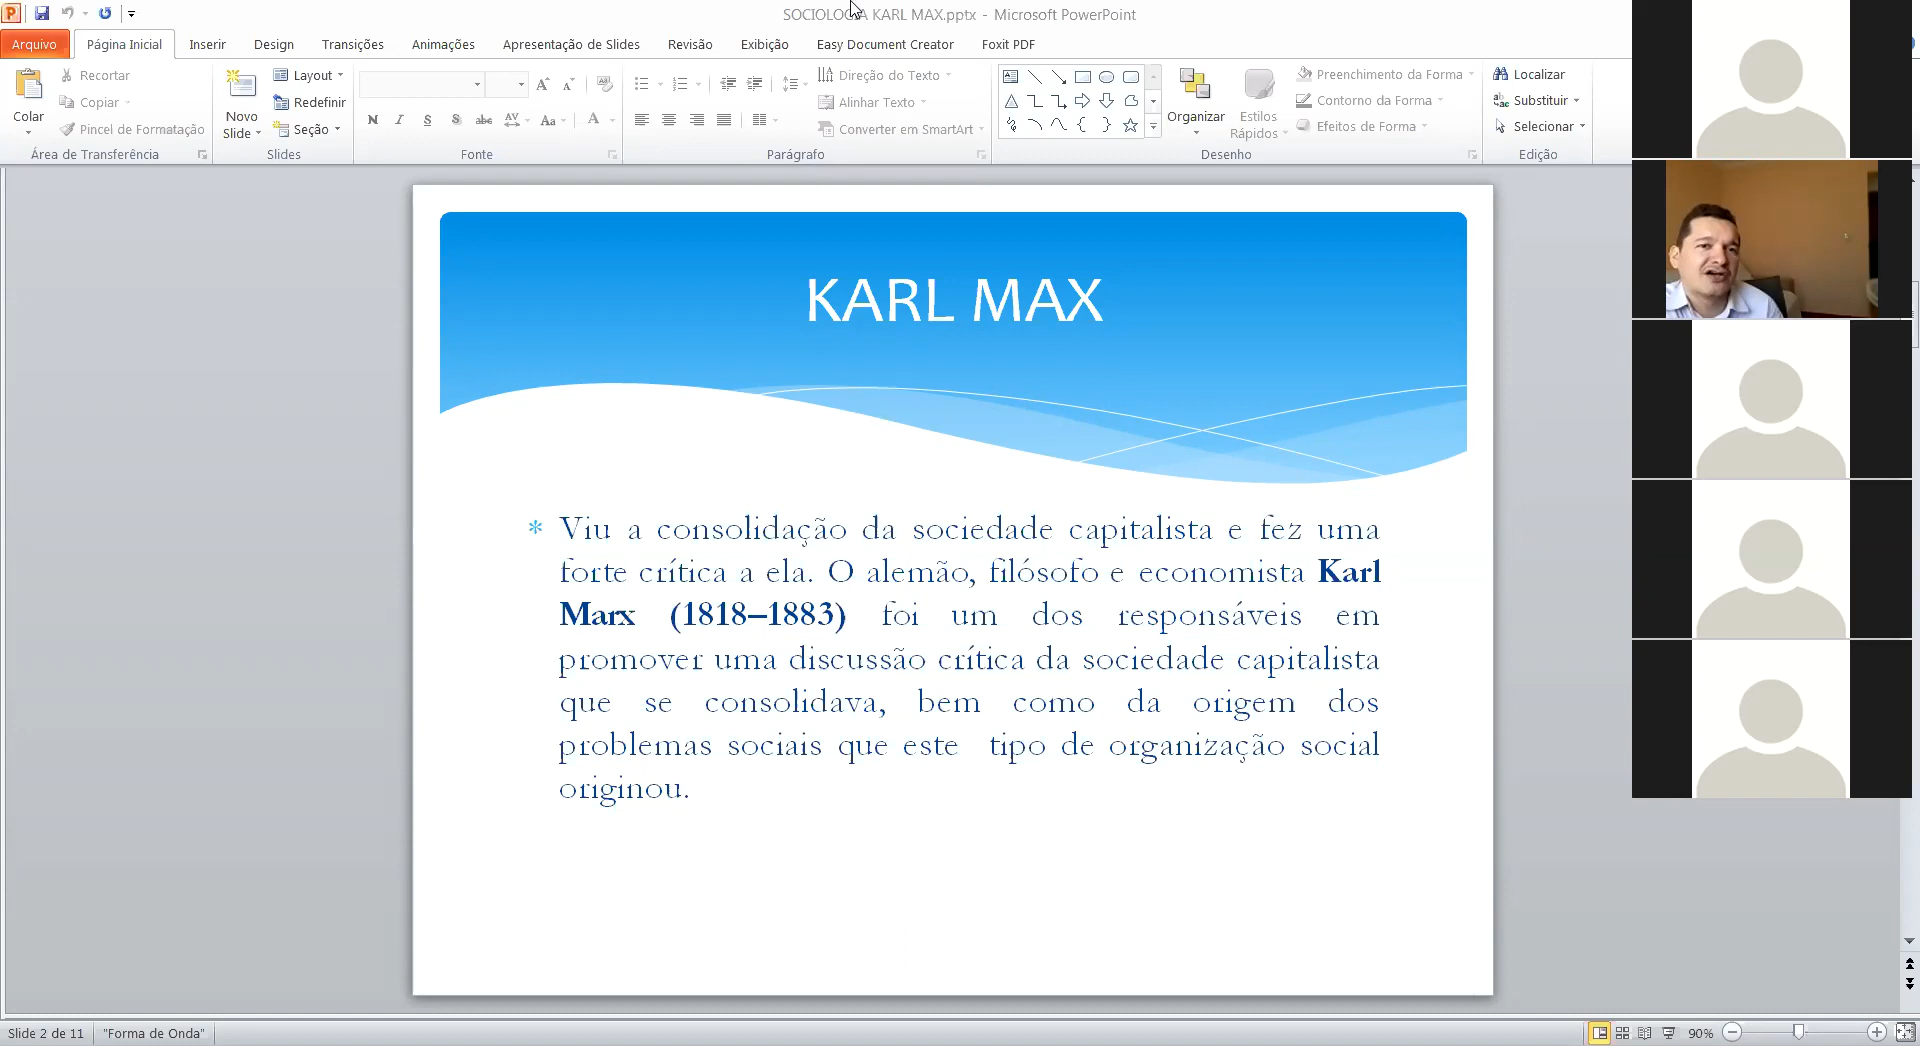 SOCIOLOGIA KARL MAX.pptx - Microsoft PowerPoint
Arquivo Página Inicial Inserir Design Transições Animações Apresentação de Slides Revisão Exibição Easy Document Creator Foxit PDF
Colar
Recortar
Copiar
Pincel de Formatação
Área de Transferência
Novo
Slide
Layout
Redefinir
Seção
Slides
N I S S abc AV Aa A
Fonte
Direção do Texto
Alinhar Texto
Converter em SmartArt
Parágrafo
Organizar
Estilos
Rápidos
Preenchimento da Forma
Contorno da Forma
Efeitos de Forma
Desenho
Localizar
Substituir
Selecionar
Edição
KARL MAX
* Viu a consolidação da sociedade capitalista e fez uma
forte crítica a ela. O alemão, filósofo e economista Karl
Marx (1818–1883) foi um dos responsáveis em
promover uma discussão crítica da sociedade capitalista
que se consolidava, bem como da origem dos
problemas sociais que este tipo de organização social
originou.
Slide 2 de 11 "Forma de Onda" 90%